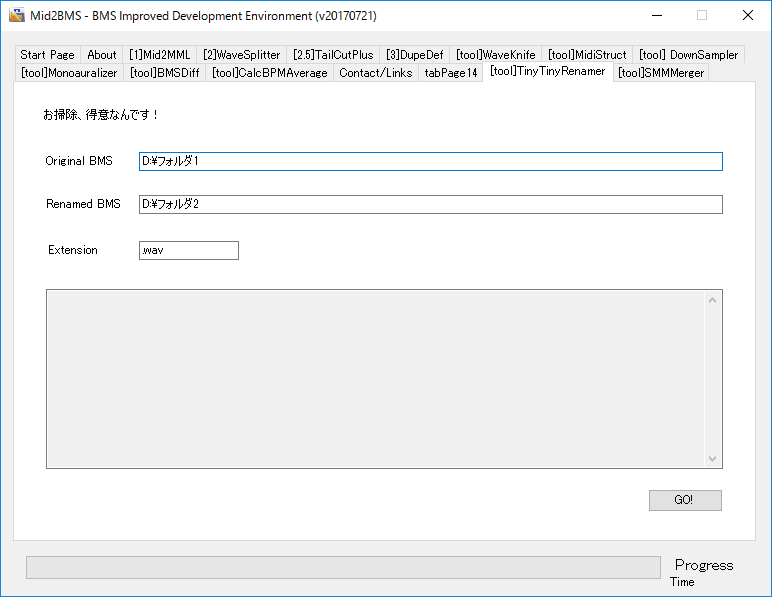 Mid2BMS - BMS Improved Development Environment (v20170721)
Start Page About [1]Mid2MML [2]WaveSplitter [2.5]TailCutPlus [3]DupeDef [tool]WaveKnife [tool]MidiStruct [tool] DownSampler
[tool]Monoauralizer [tool]BMSDiff [tool]CalcBPMAverage Contact/Links tabPage14 [tool]TinyTinyRenamer [tool]SMMMerger
お掃除、得意なんです！
Original BMS D:¥フォルダ1
Renamed BMS D:¥フォルダ2
Extension .wav
GO!
Progress
Time